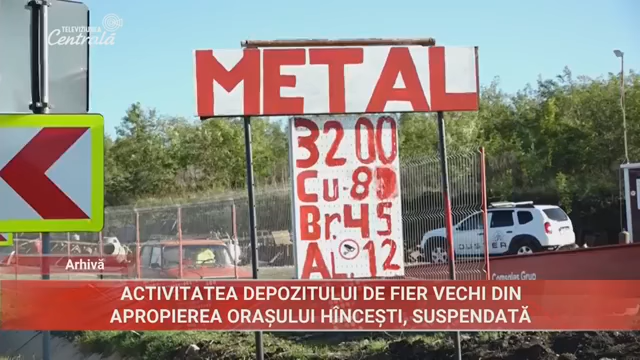 TELEVIZIUNEA
Centrală
METAL
3200
Cu-80
Br.45
AL.12
DUSTER
Arhivă
ACTIVITATEA DEPOZITULUI DE FIER VECHI DIN
APROPIEREA ORAȘULUI HÎNCEȘTI, SUSPENDATĂ